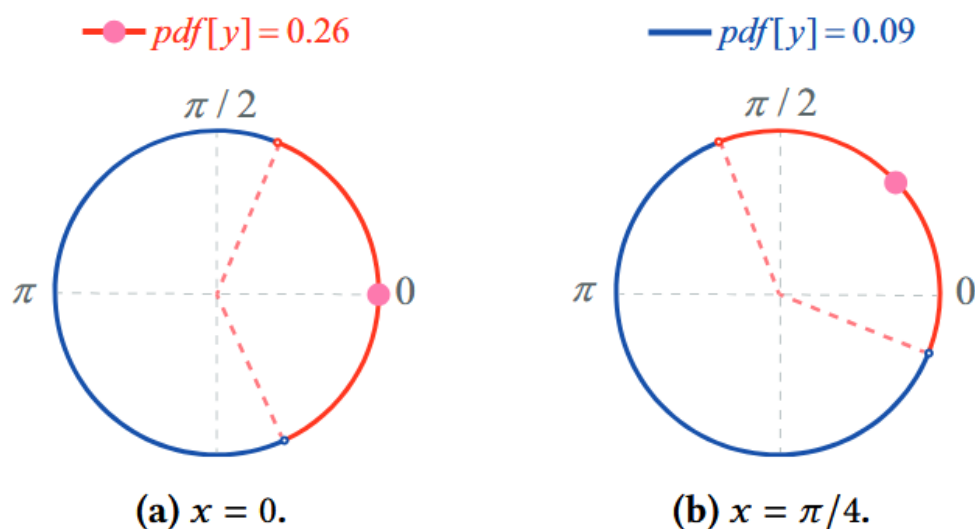 pdf[y] = 0.26
pdf[y] = 0.09
π / 2
π / 2
π
0
π
0
(a) x = 0.
(b) x = π/4.